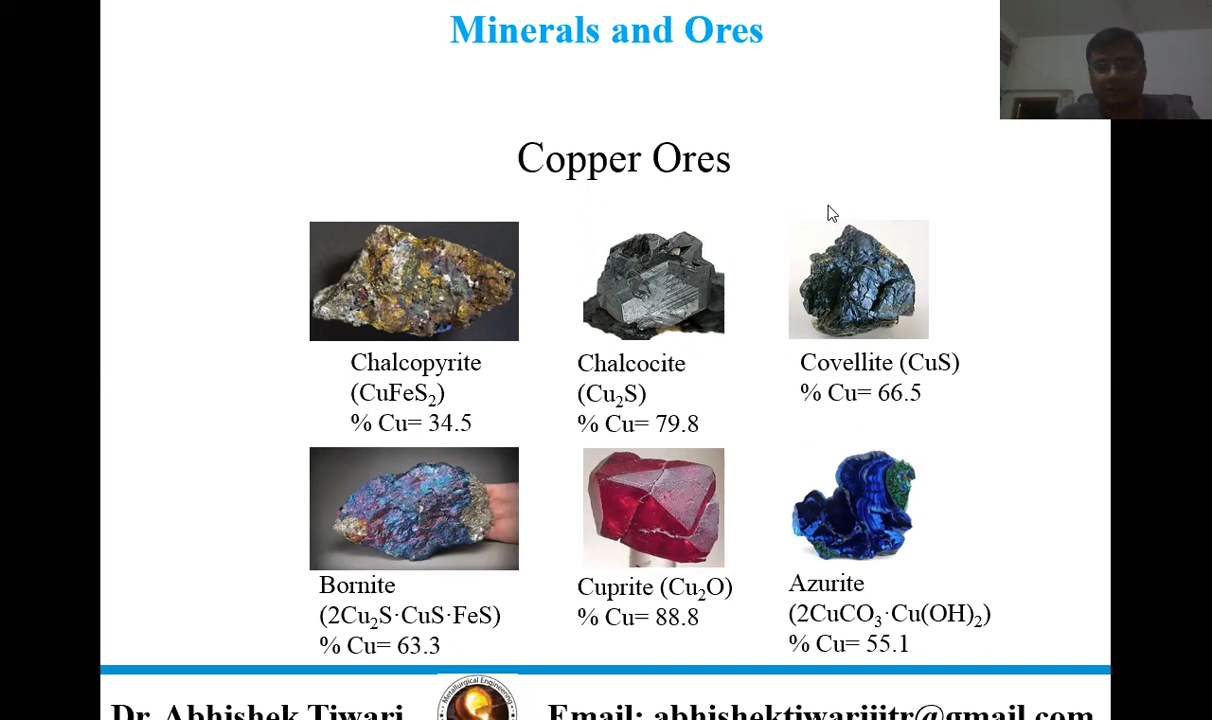 Minerals and Ores
Copper Ores
Chalcopyrite
(CuFeS₂)
% Cu= 34.5
Chalcocite
(Cu₂S)
% Cu= 79.8
Covellite (CuS)
% Cu= 66.5
Bornite
(2Cu₂S·CuS·FeS)
% Cu= 63.3
Cuprite (Cu₂O)
% Cu= 88.8
Azurite
(2CuCO₃·Cu(OH)₂)
% Cu= 55.1
Metallurgical Engineering
Dr. Abhishek Tiwari
Email: abhishektiwariiitr@gmail.com